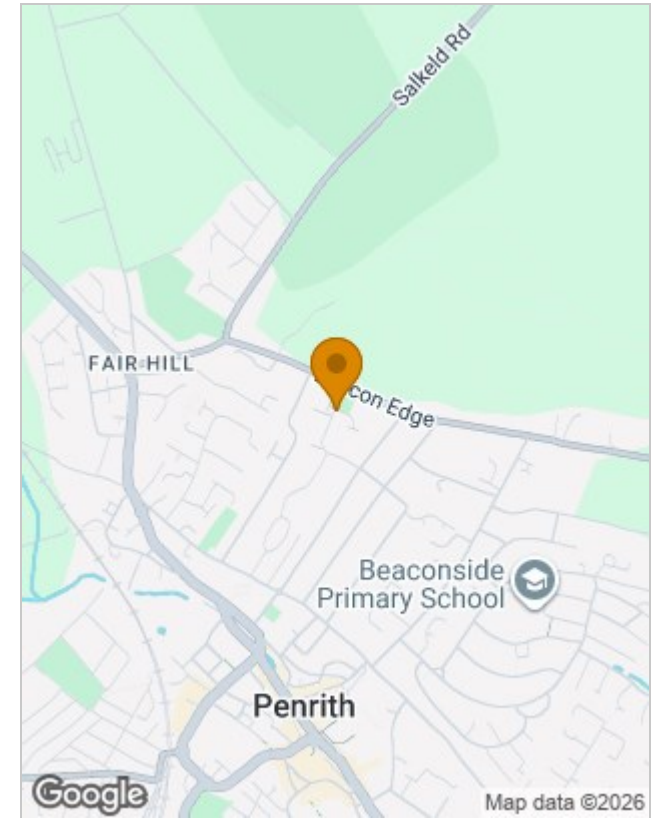 Salkeld Rd
FAIR HILL
con Edge
Beaconside
Primary School
Penrith
Google
Map data ©2026